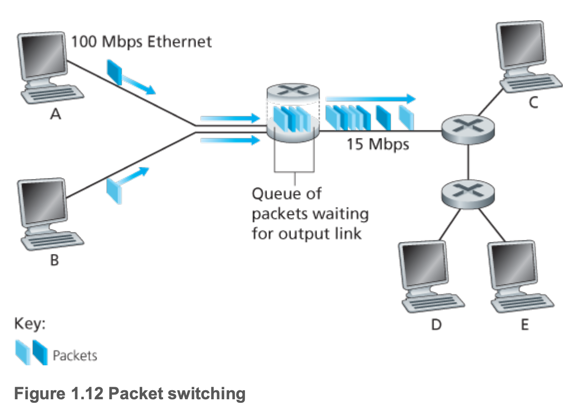 100 Mbps Ethernet
A
C
15 Mbps
Queue of
packets waiting
for output link
B
D
E
Key:
Packets
Figure 1.12 Packet switching